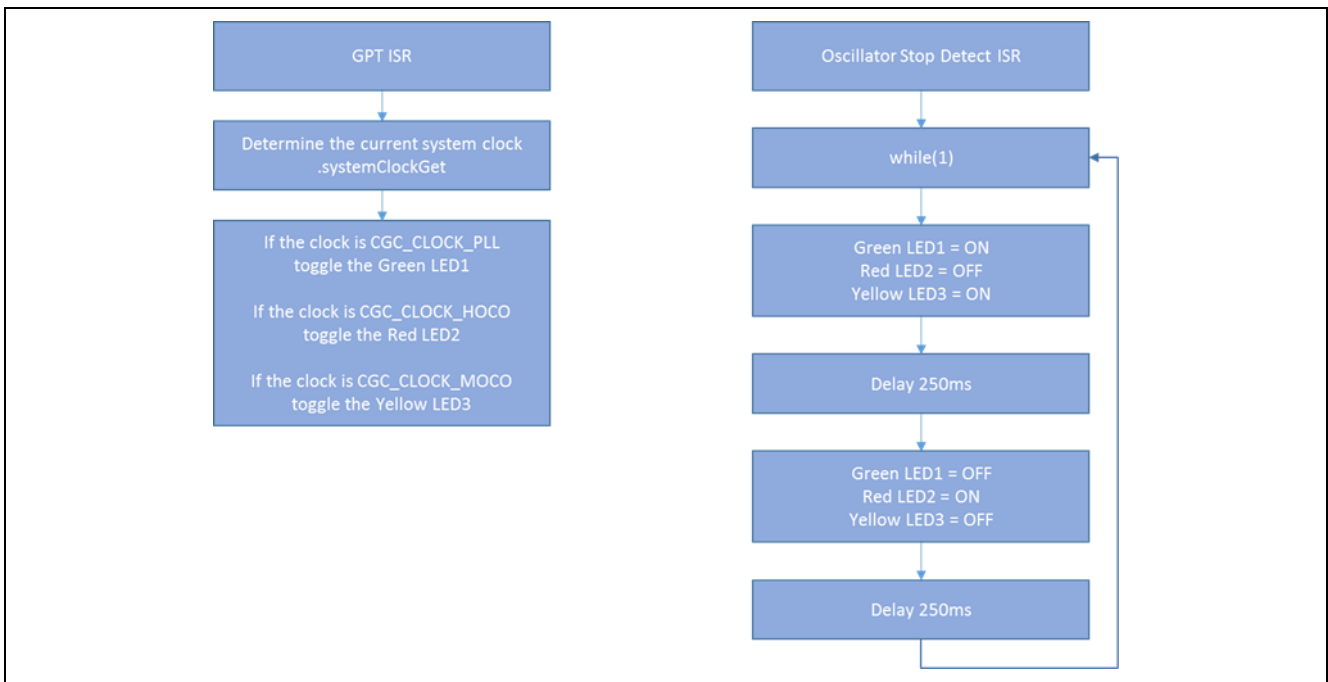 GPT ISR
Determine the current system clock
.systemClockGet
If the clock is CGC_CLOCK_PLL
toggle the Green LED1
If the clock is CGC_CLOCK_HOCO
toggle the Red LED2
If the clock is CGC_CLOCK_MOCO
toggle the Yellow LED3
Oscillator Stop Detect ISR
while(1)
Green LED1 = ON
Red LED2 = OFF
Yellow LED3 = ON
Delay 250ms
Green LED1 = OFF
Red LED2 = ON
Yellow LED3 = OFF
Delay 250ms